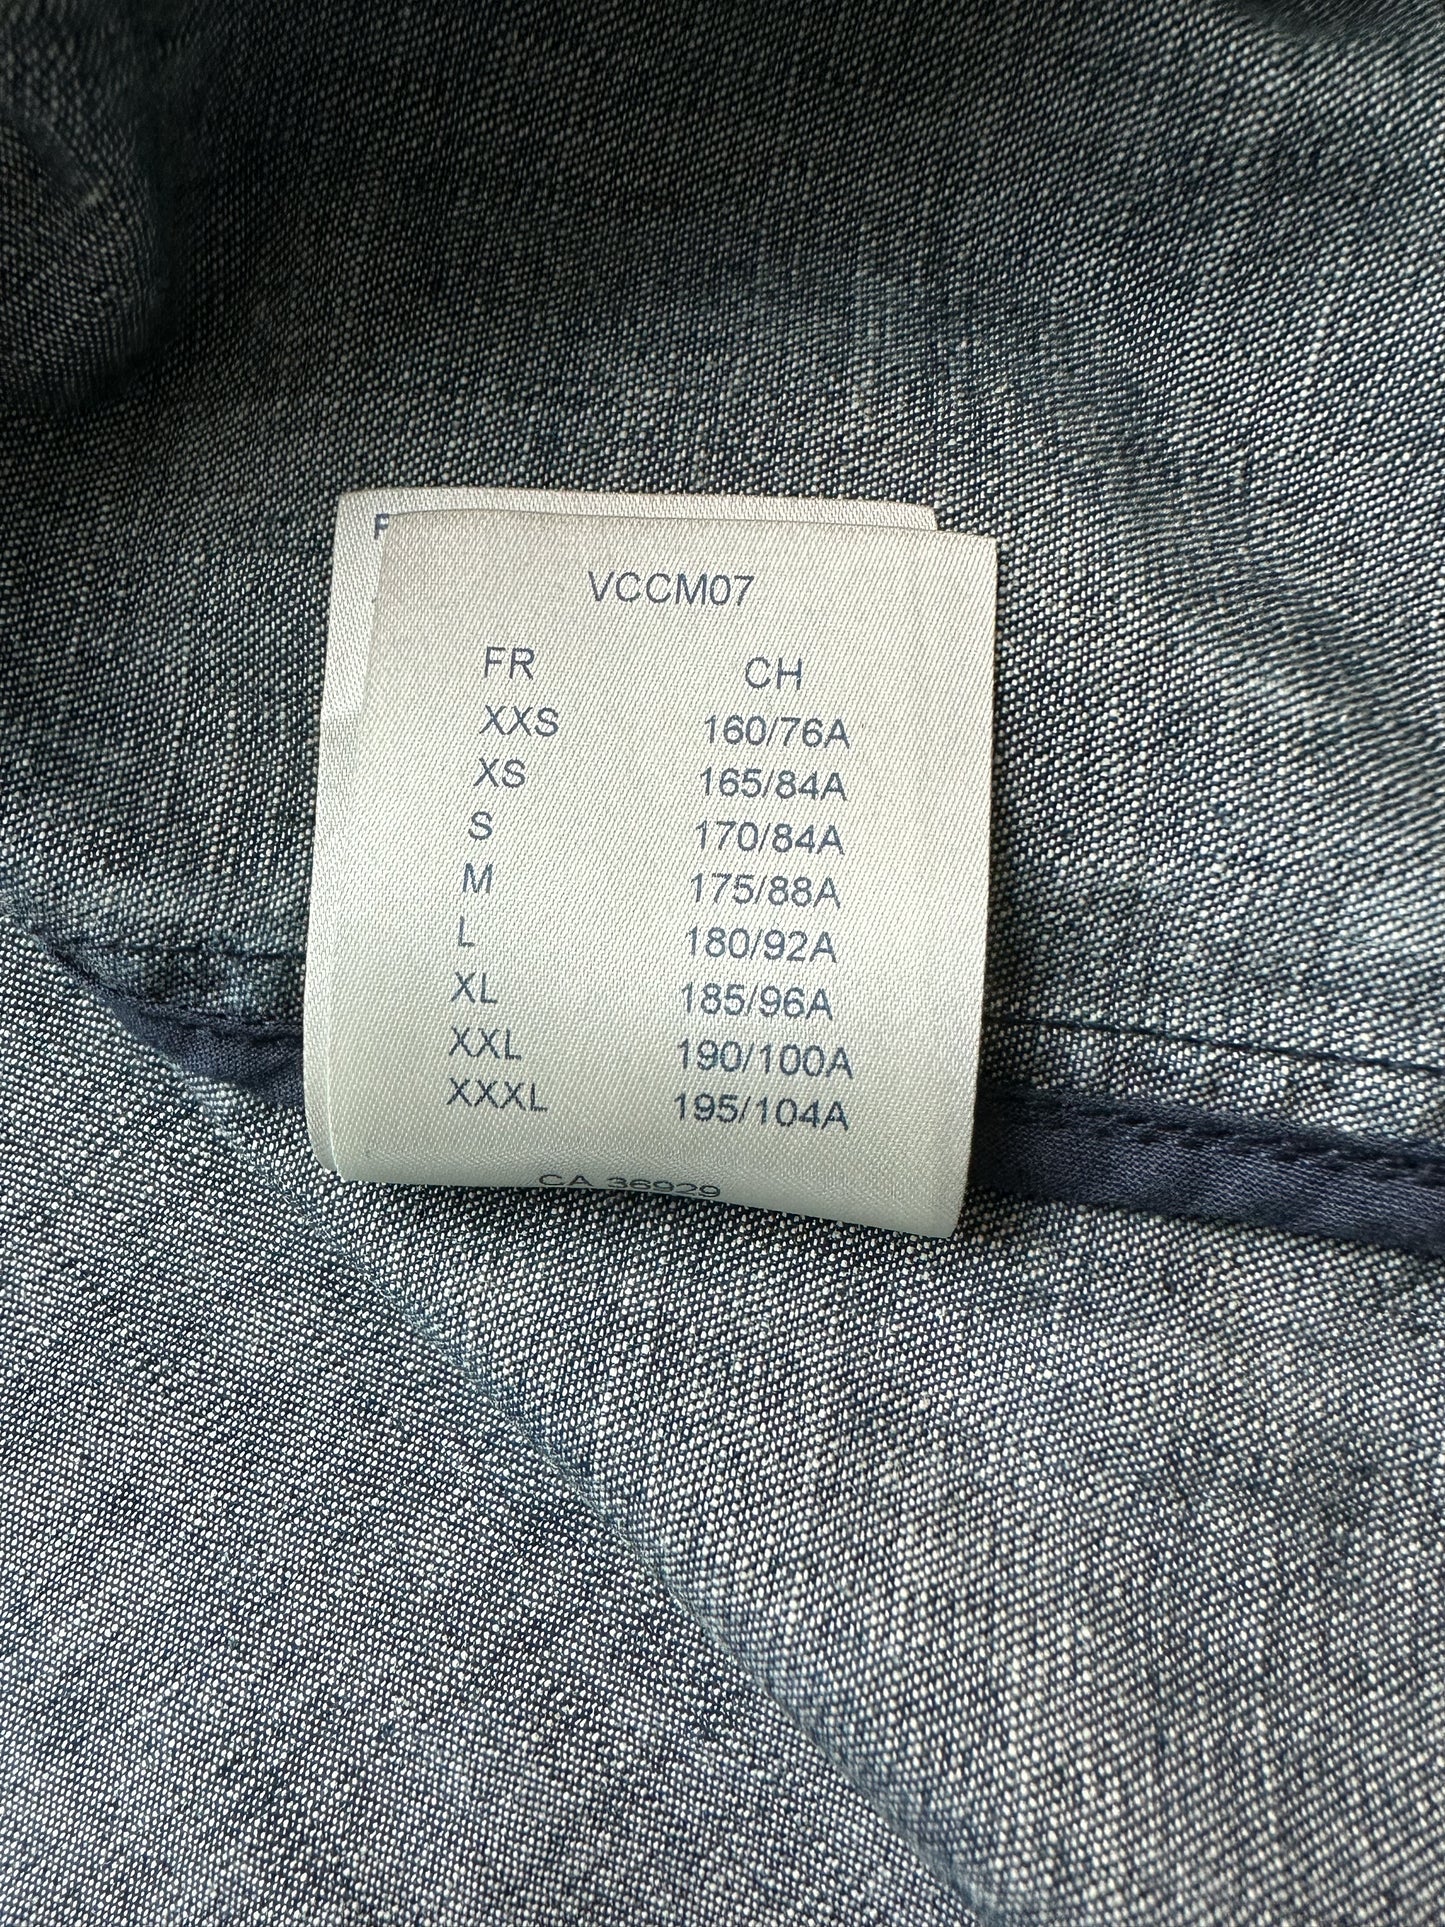 VCCM07
FR CH
XXS 160/76A
XS 165/84A
S 170/84A
M 175/88A
L 180/92A
XL 185/96A
XXL 190/100A
XXXL 195/104A
CA 36929